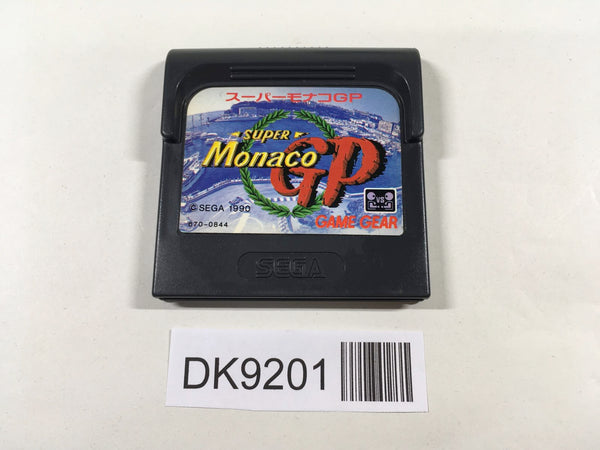 スーパーモナコGP
SUPER
Monaco GP
VS
© SEGA 1990
670-0844
GAME GEAR
SEGA
DK9201